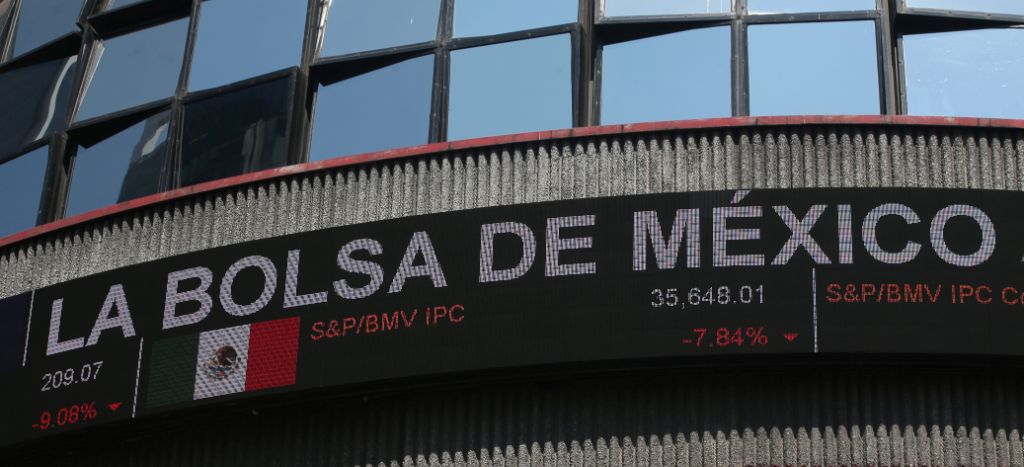 LA BOLSA DE MÉXICO
209.07
-9.08%
S&P/BMV IPC
35,648.01
-7.84%
S&P/BMV IPC